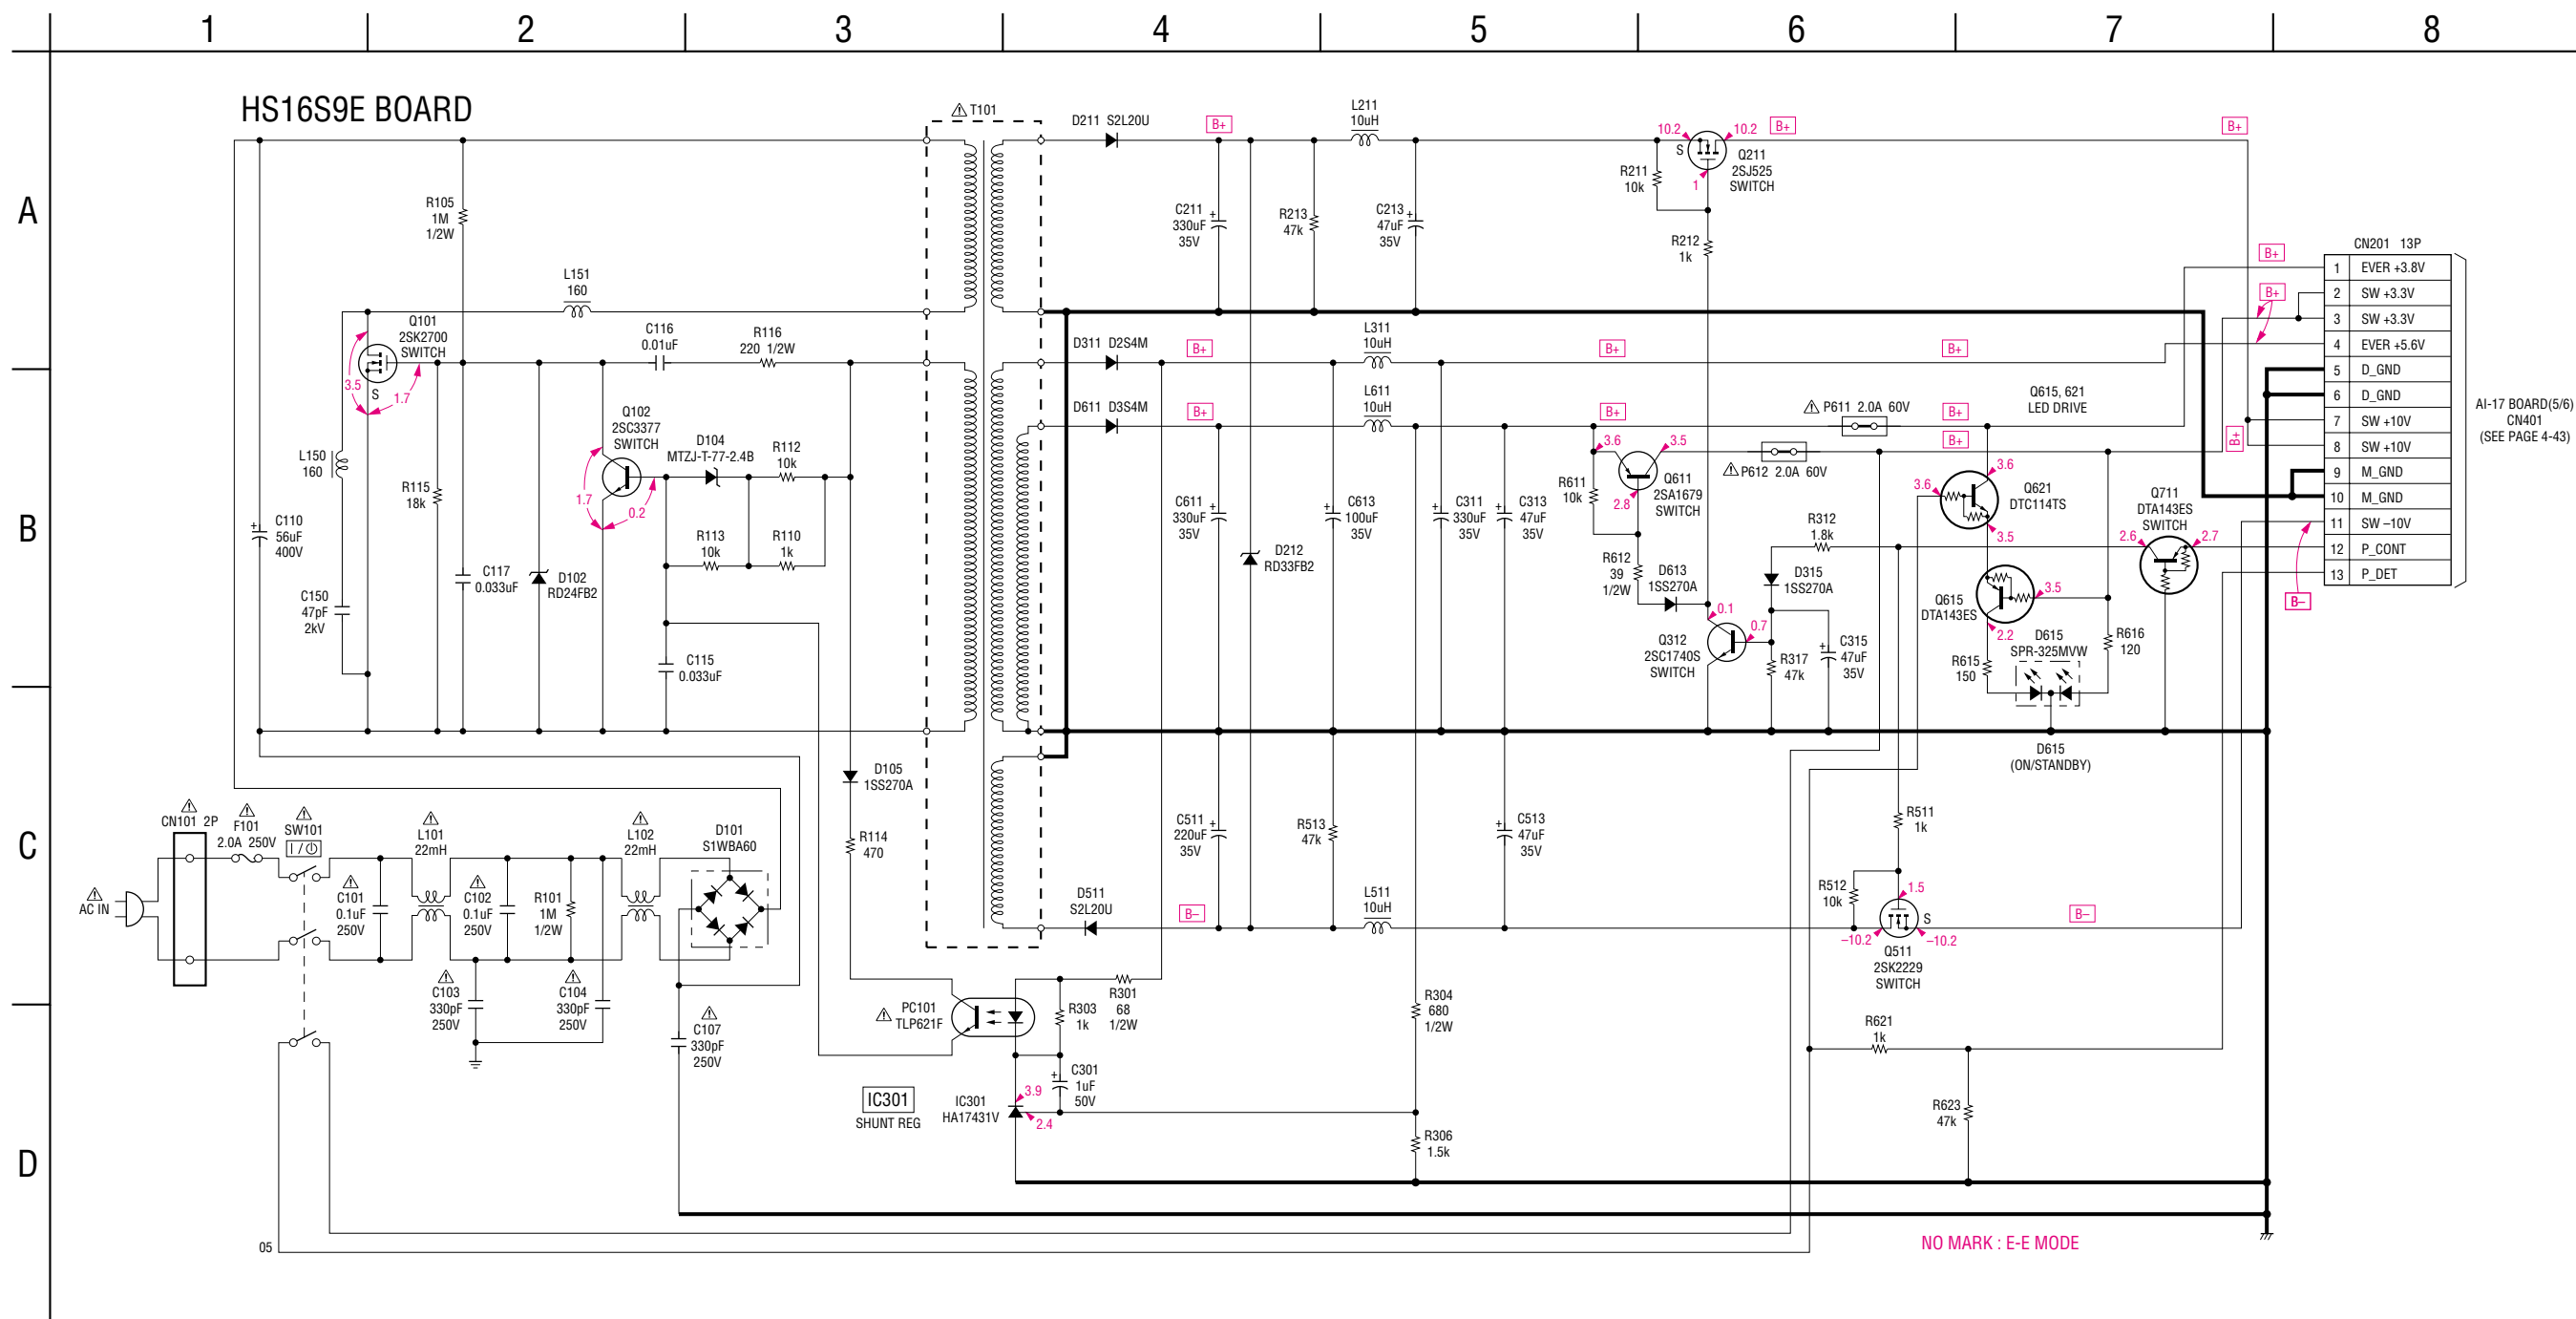 1 2 3 4 5 6 7 8
A
B
C
D
HS16S9E BOARD
T101
D211 S2L20U
B+
L211
10uH
10.2
10.2
B+
B+
S
Q211
2SJ525
SWITCH
1
R211
10k
R105
1M
1/2W
C211
330uF
35V
R213
47k
C213
47uF
35V
R212
1k
CN201 13P
B+
1 EVER +3.8V
2 SW +3.3V
3 SW +3.3V
4 EVER +5.6V
5 D_GND
6 D_GND
7 SW +10V
8 SW +10V
9 M_GND
10 M_GND
11 SW –10V
12 P_CONT
13 P_DET
B+
B+
B–
AI-17 BOARD(5/6)
CN401
(SEE PAGE 4-43)
L151
160
Q101
2SK2700
SWITCH
3.5
S
1.7
C116
0.01uF
R116
220 1/2W
D311 D2S4M
B+
L311
10uH
B+
B+
D611 D3S4M
B+
L611
10uH
B+
P611 2.0A 60V
B+
Q615, 621
LED DRIVE
Q102
2SC3377
SWITCH
1.7
0.2
D104
MTZJ-T-77-2.4B
R112
10k
3.6
3.5
P612 2.0A 60V
B+
L150
160
R115
18k
R611
10k
Q611
2SA1679
SWITCH
2.8
3.6
3.6
Q621
DTC114TS
3.5
Q711
DTA143ES
SWITCH
2.6
2.7
C110
56uF
400V
R113
10k
R110
1k
C611
330uF
35V
C613
100uF
35V
C311
330uF
35V
C313
47uF
35V
R312
1.8k
D212
RD33FB2
R612
39
1/2W
D613
1SS270A
D315
1SS270A
C150
47pF
2kV
C117
0.033uF
D102
RD24FB2
Q615
DTA143ES
3.5
2.2
0.1
0.7
Q312
2SC1740S
SWITCH
R317
47k
C315
47uF
35V
D615
SPR-325MVW
R615
150
R616
120
C115
0.033uF
D615
(ON/STANDBY)
D105
1SS270A
CN101 2P
F101
2.0A 250V
SW101
I /
L101
22mH
L102
22mH
D101
S1WBA60
R114
470
C511
220uF
35V
R513
47k
C513
47uF
35V
R511
1k
AC IN
C101
0.1uF
250V
C102
0.1uF
250V
R101
1M
1/2W
D511
S2L20U
B–
L511
10uH
R512
10k
1.5
S
–10.2
–10.2
Q511
2SK2229
SWITCH
B–
C103
330pF
250V
C104
330pF
250V
C107
330pF
250V
PC101
TLP621F
R303
1k
R301
68
1/2W
R304
680
1/2W
R621
1k
IC301
SHUNT REG
IC301
HA17431V
3.9
2.4
C301
1uF
50V
R306
1.5k
R623
47k
05
NO MARK : E-E MODE